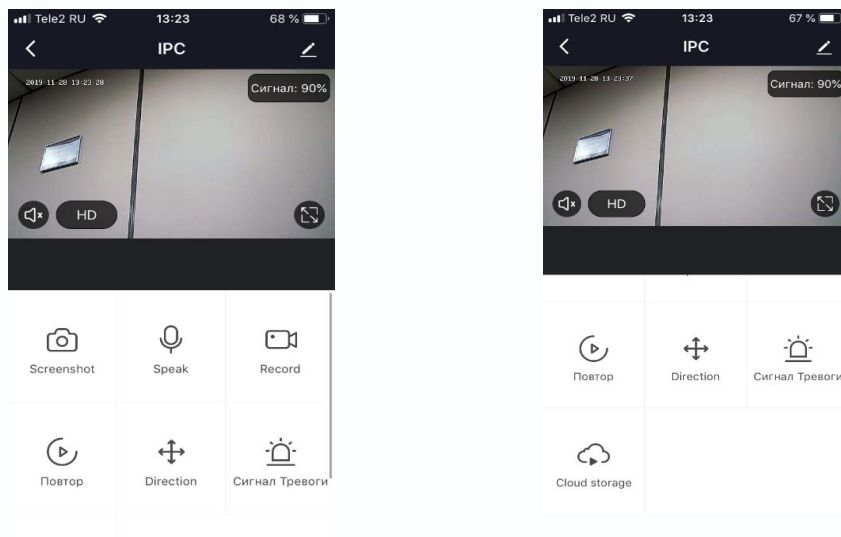 Tele2 RU 13:23 68 %
IPC
2019-11-28 13:23:28
Сигнал: 90%
HD
Screenshot Speak Record
Повтор Direction Сигнал Тревоги
Tele2 RU 13:23 67 %
IPC
2019-11-28 13:23:37
Сигнал: 90%
HD
Повтор Direction Сигнал Тревоги
Cloud storage